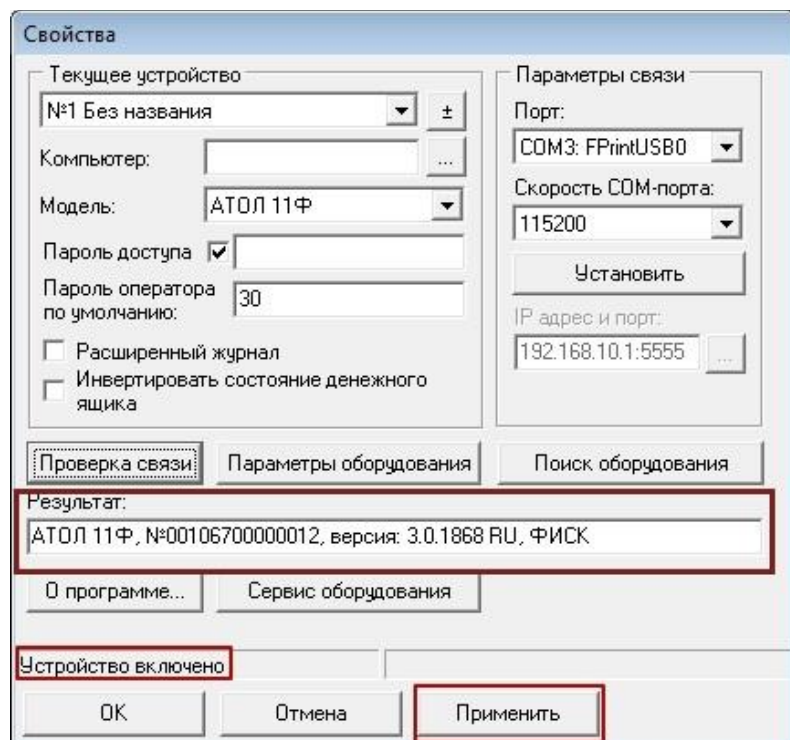 Свойства
Текущее устройство
№1 Без названия
±
Компьютер:
...
Модель:
АТОЛ 11Ф
Пароль доступа
Пароль оператора
по умолчанию:
30
Расширенный журнал
Инвертировать состояние денежного
ящика
Параметры связи
Порт:
COM3: FPrintUSB0
Скорость COM-порта:
115200
Установить
IP адрес и порт:
192.168.10.1:5555
...
Проверка связи
Параметры оборудования
Поиск оборудования
Результат:
АТОЛ 11Ф, №00106700000012, версия: 3.0.1868 RU, ФИСК
О программе...
Сервис оборудования
Устройство включено
OK
Отмена
Применить